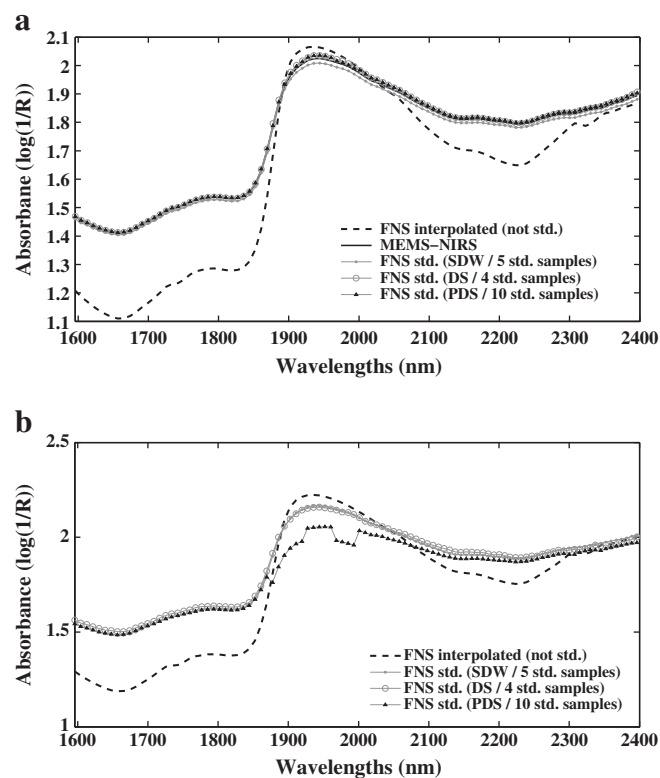 a
2.1
2
1.9
1.8
1.7
1.6
1.5
1.4
1.3
1.2
1.1
Absorbane (log(1/R))
FNS interpolated (not std.)
MEMS-NIRS
FNS std. (SDW / 5 std. samples)
FNS std. (DS / 4 std. samples)
FNS std. (PDS / 10 std. samples)
1600 1700 1800 1900 2000 2100 2200 2300 2400
Wavelengths (nm)
b
2.5
2
1.5
1
Absorbance (log(1/R))
FNS interpolated (not std.)
FNS std. (SDW / 5 std. samples)
FNS std. (DS / 4 std. samples)
FNS std. (PDS / 10 std. samples)
1600 1700 1800 1900 2000 2100 2200 2300 2400
Wavelengths (nm)